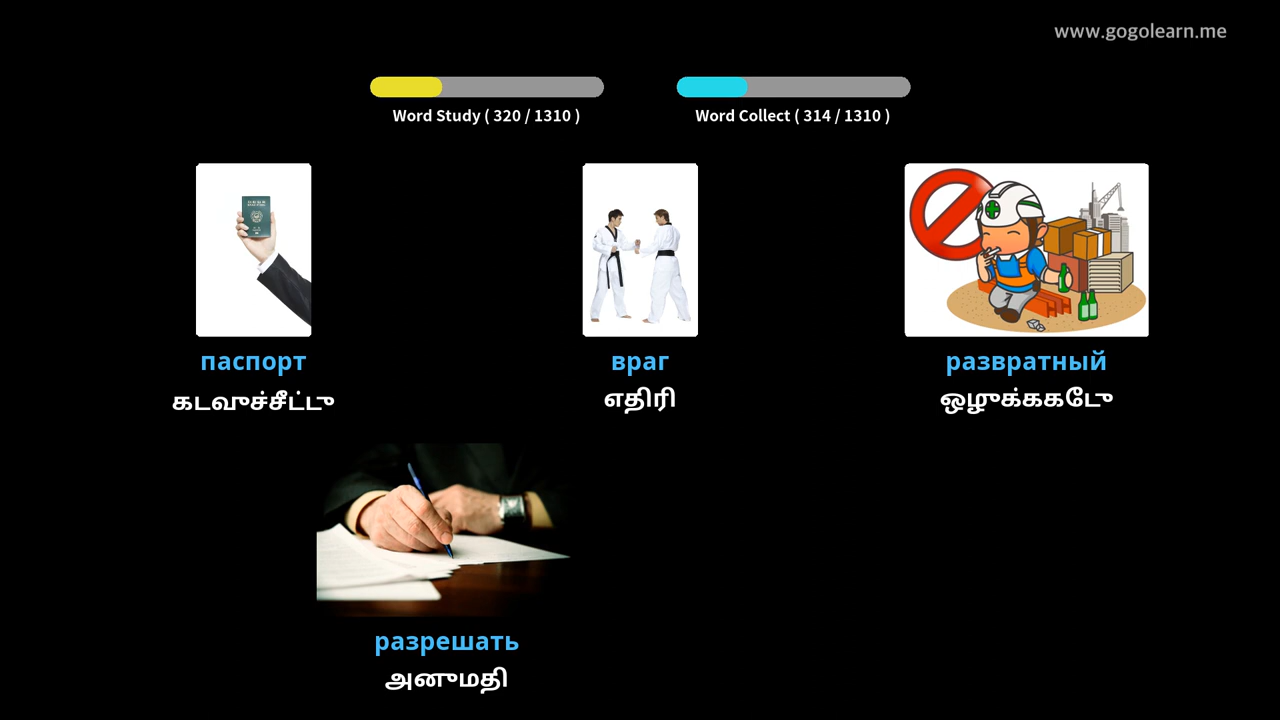 www.gogolearn.me
Word Study ( 320 / 1310 )
Word Collect ( 314 / 1310 )
паспорт
கடவுச்சீட்டு
враг
எதிரி
развратный
ஒழுக்ககேடு
разрешать
அனுமதி